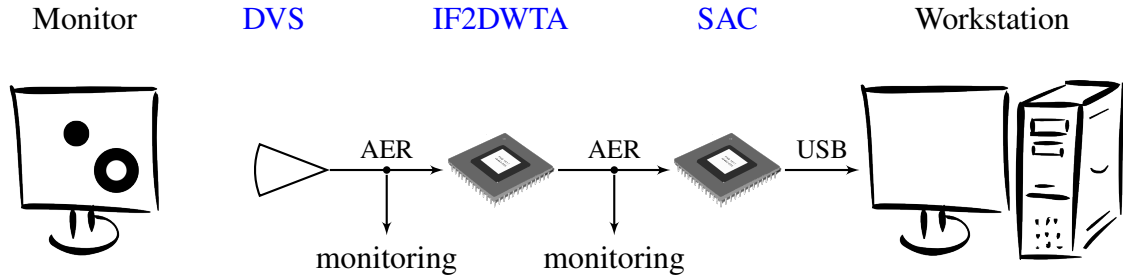 Monitor DVS IF2DWTA SAC Workstation
AER AER USB
monitoring monitoring